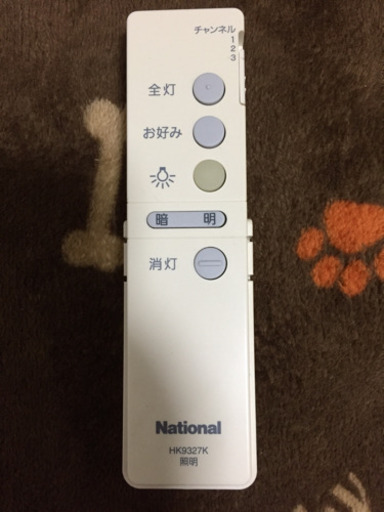 チャンネル
1
2
3
全灯
お好み
暗 明
消灯
National
HK9327K
照明